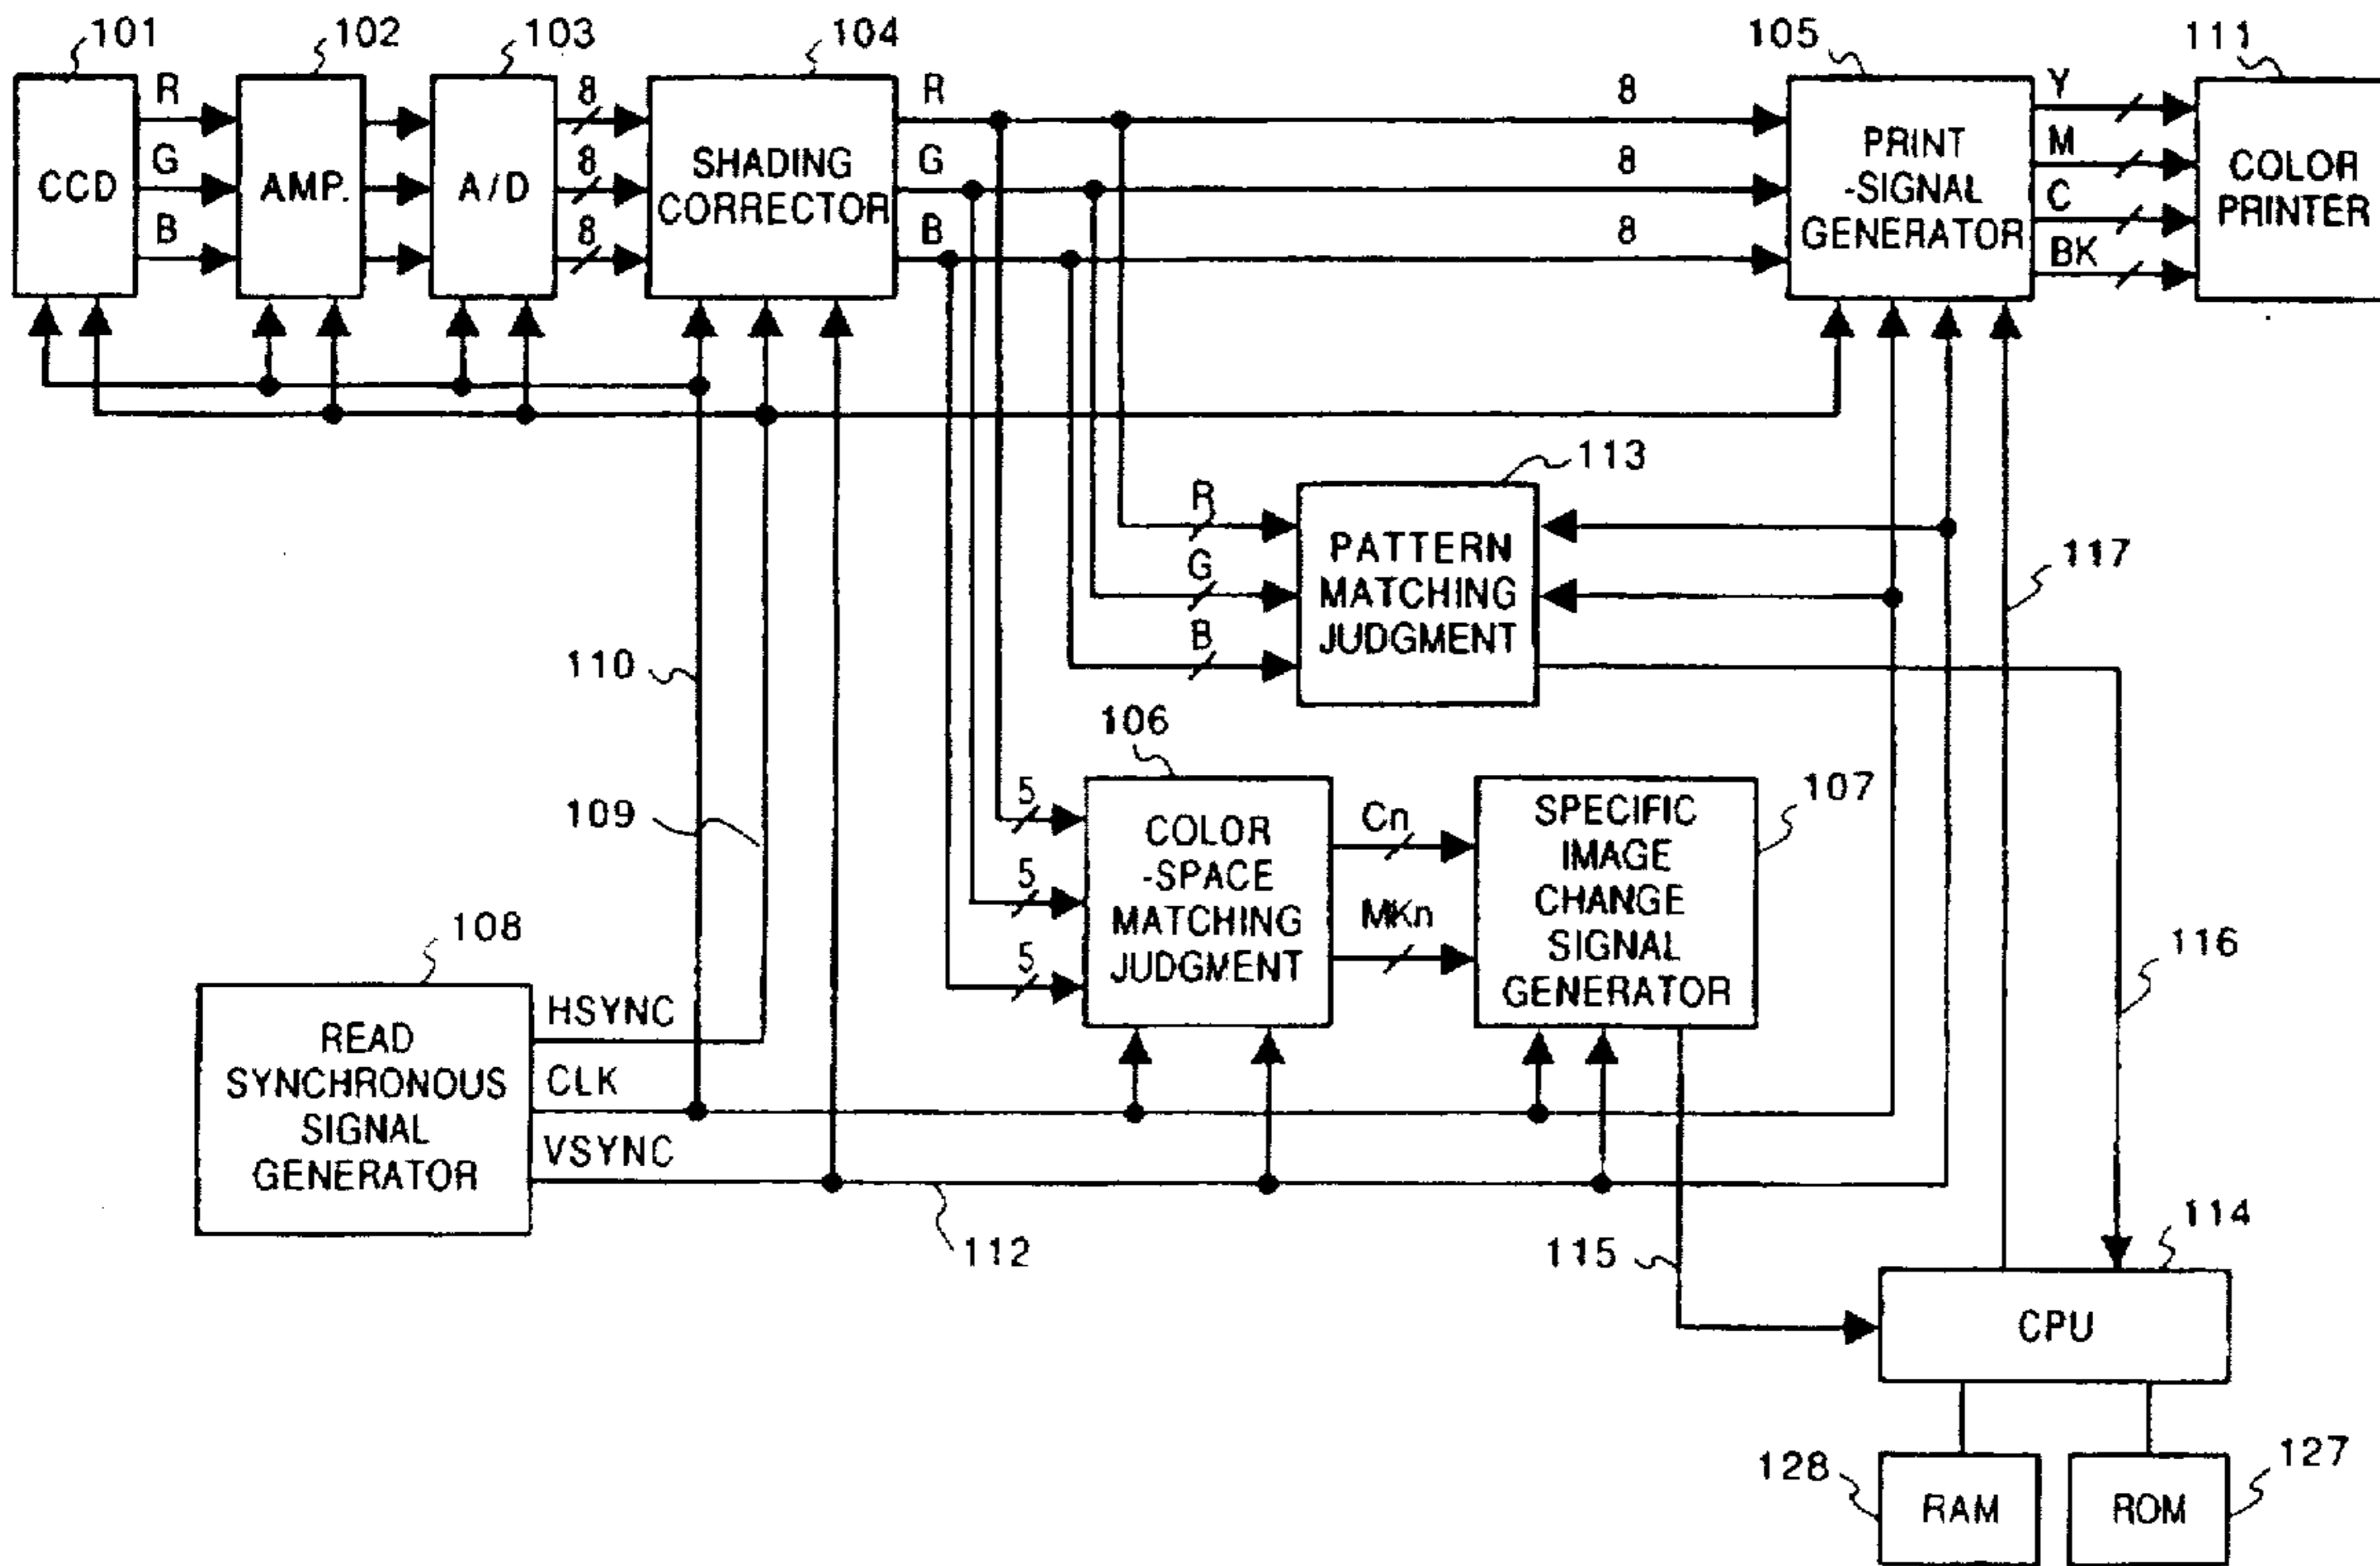 101
102
103
104
105
111
CCD
R
G
B
AMP.
A/D
8
8
8
SHADING
CORRECTOR
R
G
B
8
8
8
PRINT
-SIGNAL
GENERATOR
Y
M
C
BK
COLOR
PRINTER
113
R
G
B
PATTERN
MATCHING
JUDGMENT
117
110
109
106
5
5
5
COLOR
-SPACE
MATCHING
JUDGMENT
Cn
MKn
107
SPECIFIC
IMAGE
CHANGE
SIGNAL
GENERATOR
116
108
READ
SYNCHRONOUS
SIGNAL
GENERATOR
HSYNC
CLK
VSYNC
112
115
114
CPU
128
RAM
127
ROM